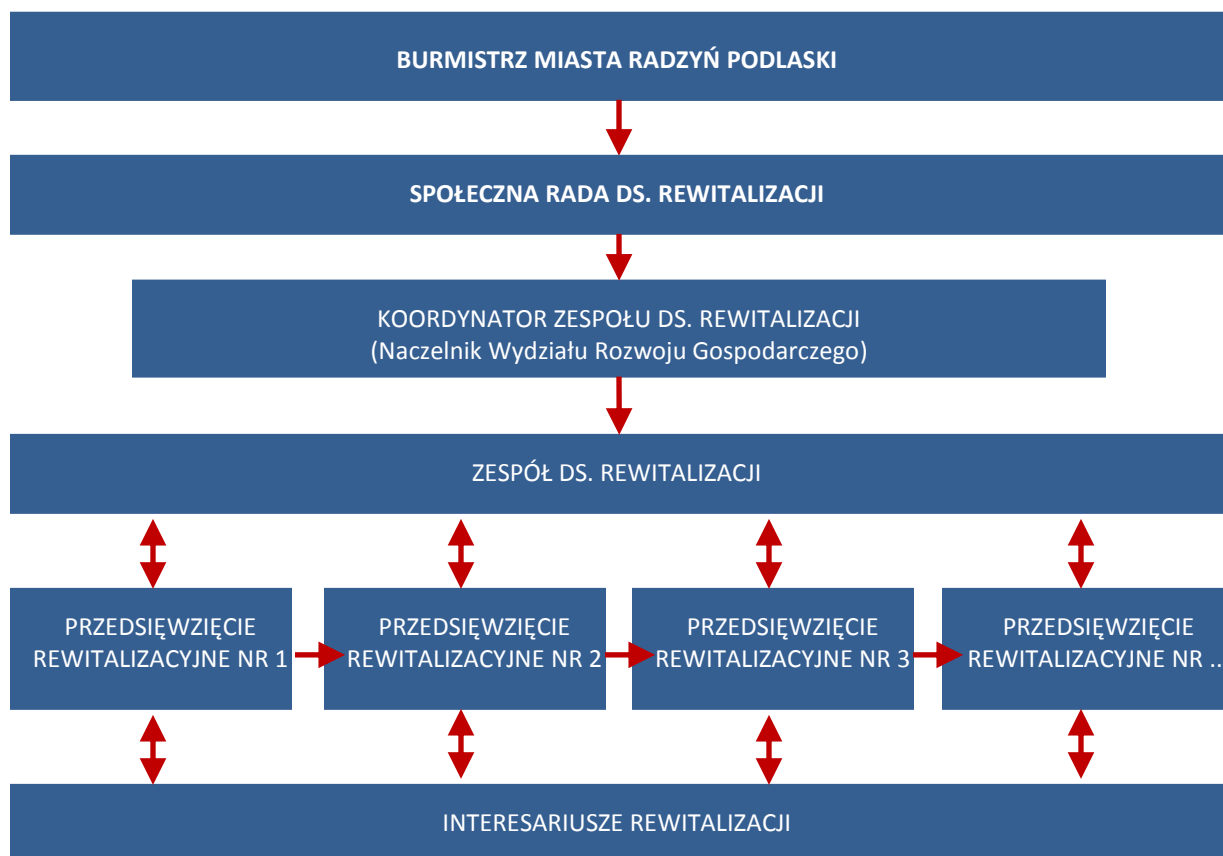 BURMISTRZ MIASTA RADZYŃ PODLASKI
SPOŁECZNA RADA DS. REWITALIZACJI
KOORDYNATOR ZESPOŁU DS. REWITALIZACJI
(Naczelnik Wydziału Rozwoju Gospodarczego)
ZESPÓŁ DS. REWITALIZACJI
PRZEDSIĘWZIĘCIE
REWITALIZACYJNE NR 1
PRZEDSIĘWZIĘCIE
REWITALIZACYJNE NR 2
PRZEDSIĘWZIĘCIE
REWITALIZACYJNE NR 3
PRZEDSIĘWZIĘCIE
REWITALIZACYJNE NR ..
INTERESARIUSZE REWITALIZACJI